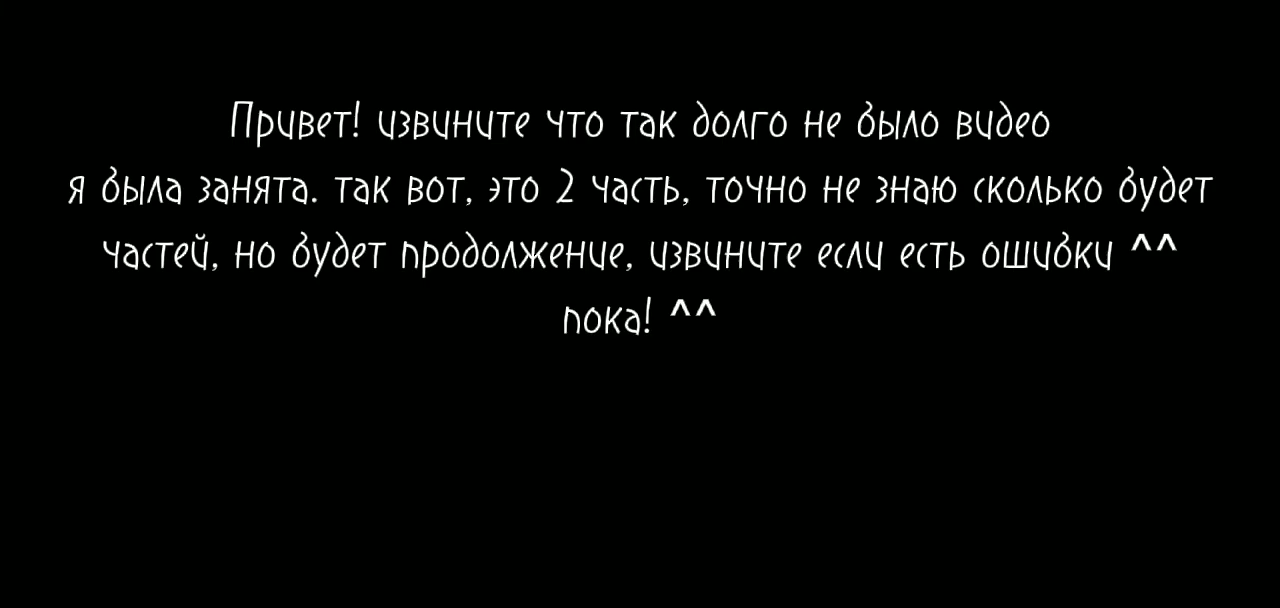 Привет! извините что так долго не было видео
я была занята. так вот, это 2 часть, точно не знаю сколько будет
частей, но будет продолжение, извините если есть ошибки ^^
пока! ^^